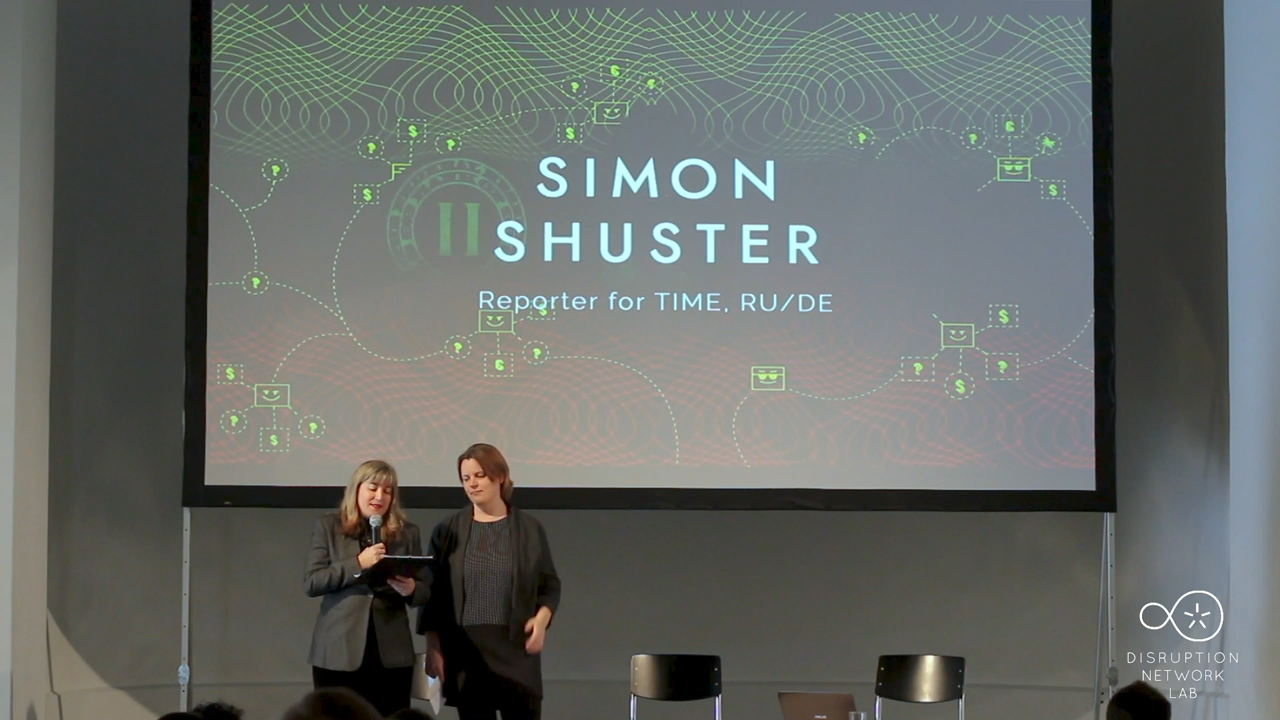 SIMON
SHUSTER
Reporter for TIME, RU/DE
DISRUPTION
NETWORK
LAB